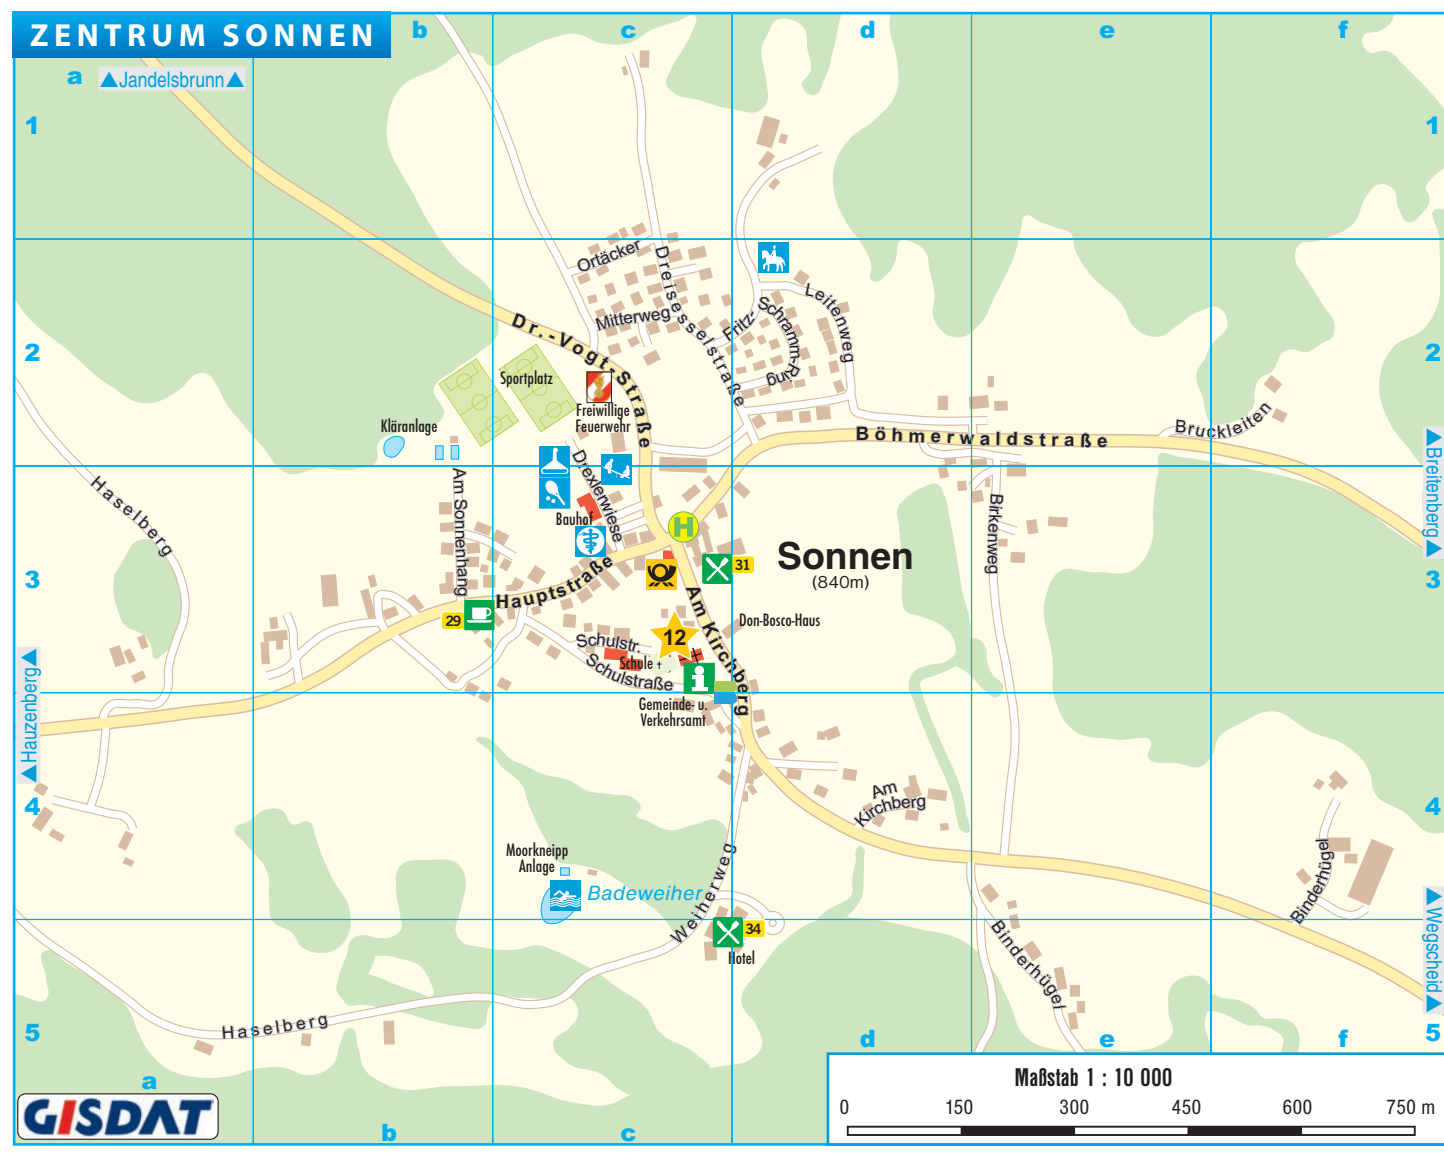 ZENTRUM SONNEN
b
c
d
e
f
a
Jandelsbrunn
1
1
Ortäcker
Dreisesselstraße
Mitterweg
Fritz-
Schramm-
Ring
Leitenweg
Dr.-Vogt-Straße
2
2
Sportplatz
Freiwillige
Feuerwehr
Kläranlage
Böhmerwaldstraße
Bruckleiten
Breitenberg
Haselberg
Am Sonnenhang
Drexlerwiese
Bauhof
H
Birkenweg
Sonnen
(840m)
31
3
3
Hauptstraße
29
Am Kirchberg
Don-Bosco-Haus
12
Schulstr.
Schule
Schulstraße
Gemeinde- u.
Verkehrsamt
Hauzenberg
4
4
Am
Kirchberg
Moorkneipp
Anlage
Badeweiher
Weiherweg
Binderhügel
34
Hotel
Binderhügel
Wegscheid
Haselberg
5
5
d
e
f
a
b
c
GISDAT
Maßstab 1 : 10 000
0 150 300 450 600 750 m